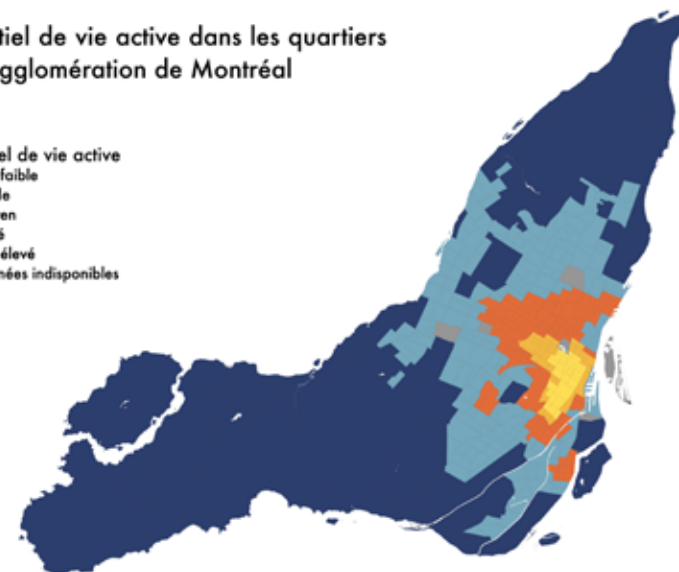 tiel de vie active dans les quartiers
gglomération de Montréal
el de vie active
faible
le
en
é
élevé
nées indisponibles